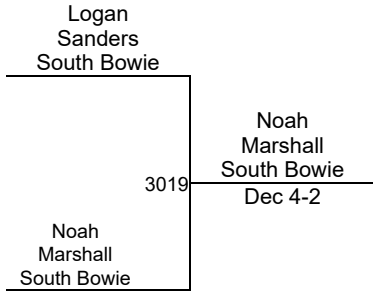 Logan
Sanders
South Bowie
Noah
Marshall
South Bowie
3019
Dec 4-2
Noah
Marshall
South Bowie